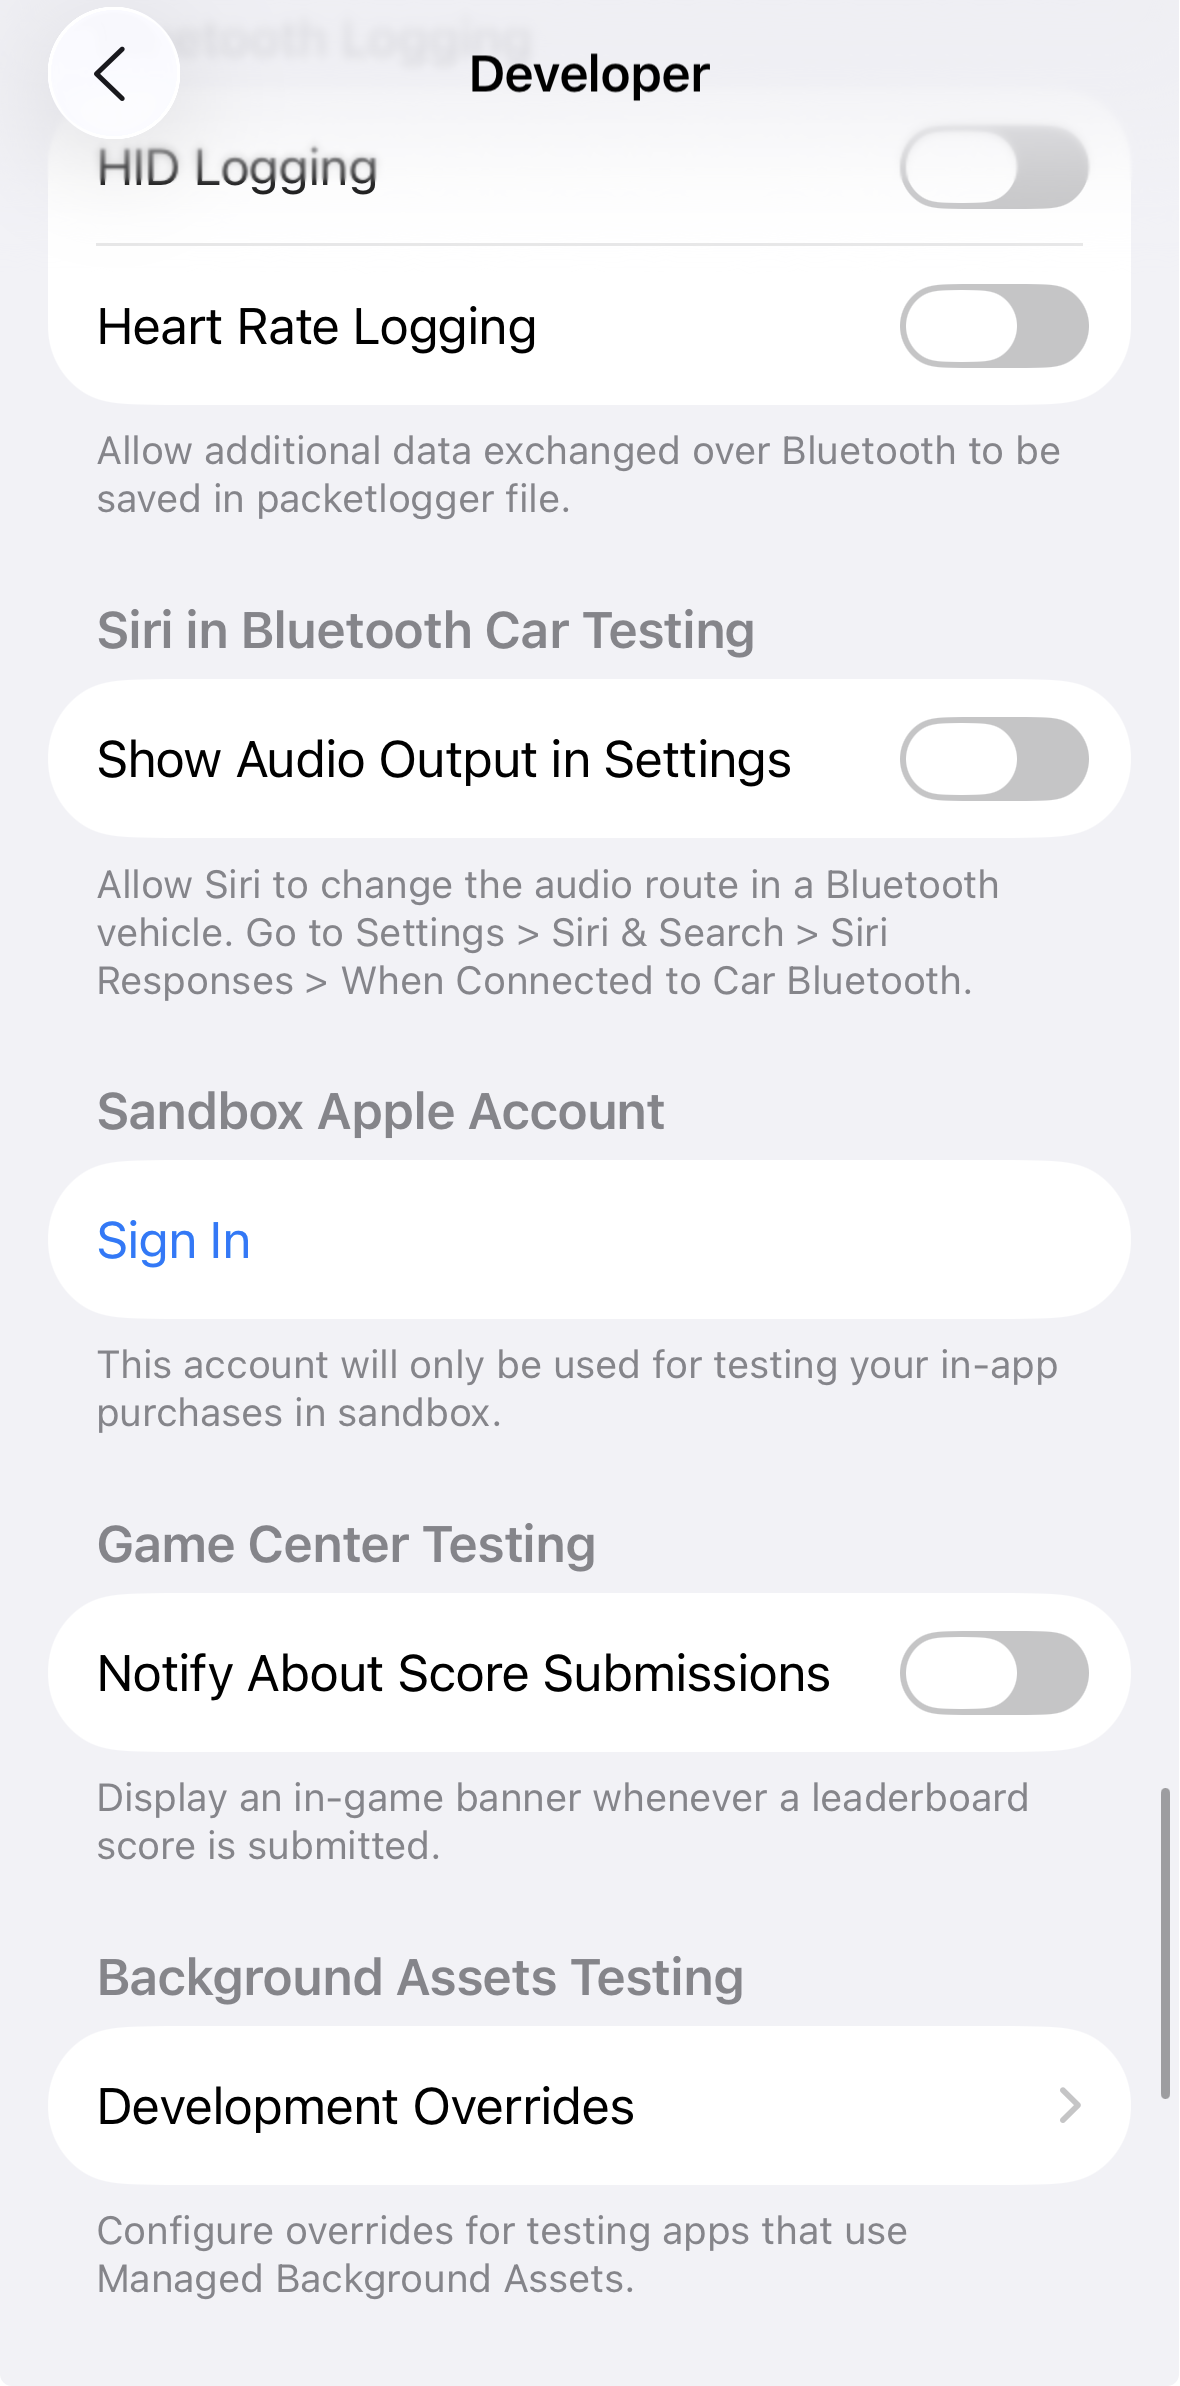 Developer
HID Logging
Heart Rate Logging
Allow additional data exchanged over Bluetooth to be
saved in packetlogger file.
Siri in Bluetooth Car Testing
Show Audio Output in Settings
Allow Siri to change the audio route in a Bluetooth
vehicle. Go to Settings > Siri & Search > Siri
Responses > When Connected to Car Bluetooth.
Sandbox Apple Account
Sign In
This account will only be used for testing your in-app
purchases in sandbox.
Game Center Testing
Notify About Score Submissions
Display an in-game banner whenever a leaderboard
score is submitted.
Background Assets Testing
Development Overrides
Configure overrides for testing apps that use
Managed Background Assets.